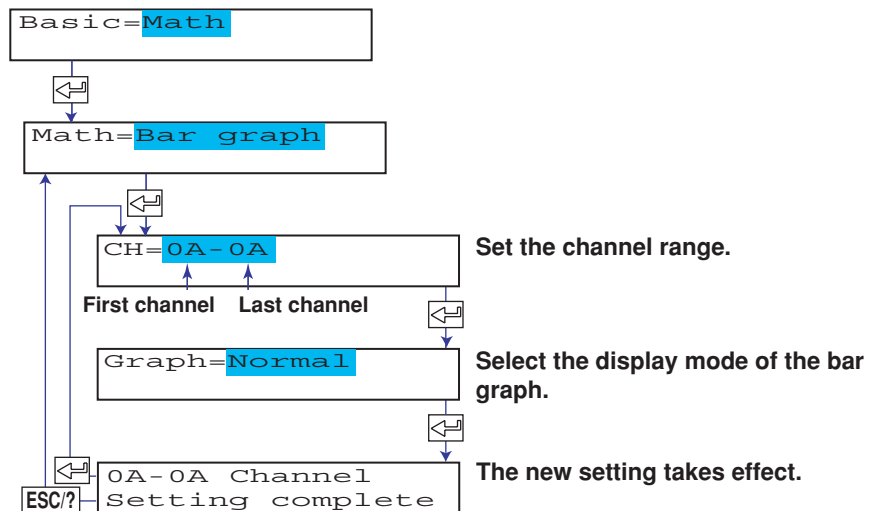 Basic=Math
Math=Bar graph
CH=0A-0A
Set the channel range.
First channel Last channel
Graph=Normal
Select the display mode of the bar
graph.
0A-0A Channel
The new setting takes effect.
ESC/?
Setting complete